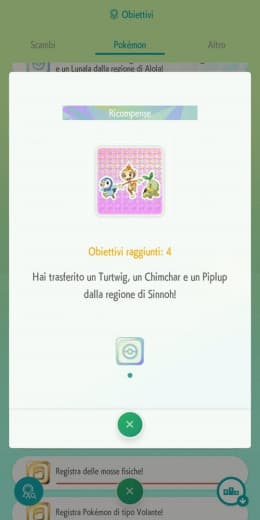 Obiettivi
Scambi Pokémon Altro
e un Lunala dalla regione di Alola!
Ricompense
Obiettivi raggiunti: 4
Hai trasferito un Turtwig, un Chimchar e un Piplup
dalla regione di Sinnoh!
Registra delle mosse fisiche!
Registra Pokémon di tipo Volante!